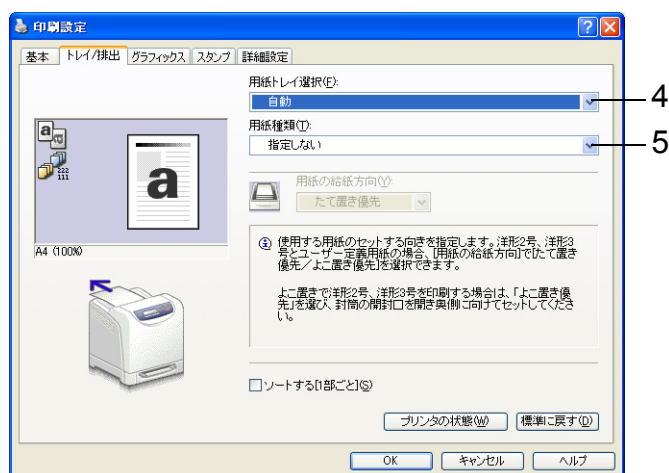 印刷設定
基本 トレイ/排出 グラフィックス スタンプ 詳細設定
用紙トレイ選択(F):
自動
4
用紙種類(T):
指定しない
5
用紙の給紙方向(Y):
たて置き優先
a
a
222
111
a
A4 (100%)
使用する用紙のセットする向きを指定します。洋形2号、洋形3
号とユーザー定義用紙の場合、[用紙の給紙方向]で[たて置き
優先／よこ置き優先]を選択できます。
よこ置きで洋形2号、洋形3号を印刷する場合は、「よこ置き優
先」を選び、封筒の開封口を開き奥側に向けてセットしてくださ
い。
ソートする[1部ごと](S)
プリンタの状態(W) 標準に戻す(D)
OK キャンセル ヘルプ